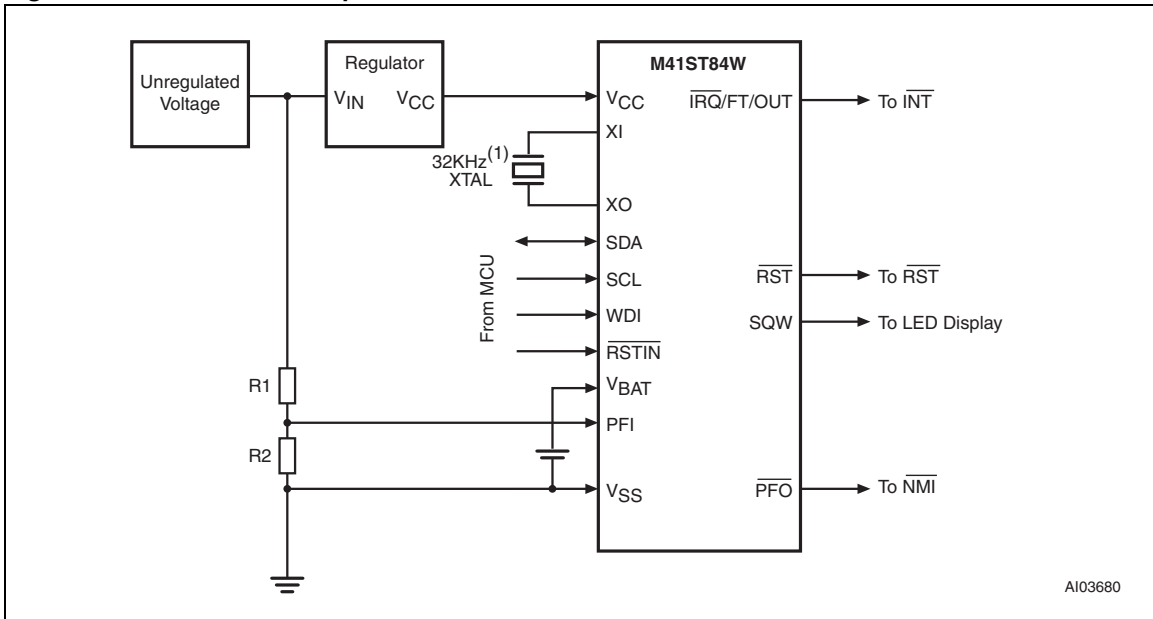 Unregulated
Voltage
Regulator
VIN
VCC
M41ST84W
VCC
IRQ/FT/OUT
To INT
XI
32KHz(1)
XTAL
XO
SDA
SCL
WDI
RSTIN
From MCU
RST
To RST
SQW
To LED Display
R1
VBAT
PFI
R2
VSS
PFO
To NMI
AI03680